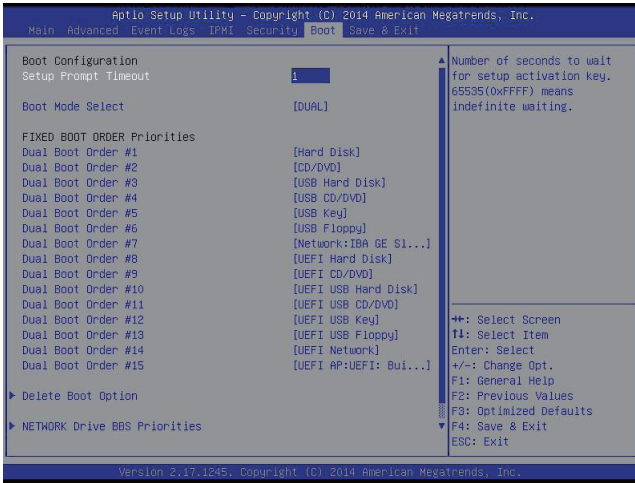 Aptio Setup Utility - Copyright (C) 2014 American Megatrends, Inc.
Main Advanced Event Logs IPMI Security Boot Save & Exit
Boot Configuration
Setup Prompt Timeout 1
Boot Mode Select [DUAL]
FIXED BOOT ORDER Priorities
Dual Boot Order #1 [Hard Disk]
Dual Boot Order #2 [CD/DVD]
Dual Boot Order #3 [USB Hard Disk]
Dual Boot Order #4 [USB CD/DVD]
Dual Boot Order #5 [USB Key]
Dual Boot Order #6 [USB Floppy]
Dual Boot Order #7 [Network:IBA GE Sl...]
Dual Boot Order #8 [UEFI Hard Disk]
Dual Boot Order #9 [UEFI CD/DVD]
Dual Boot Order #10 [UEFI USB Hard Disk]
Dual Boot Order #11 [UEFI USB CD/DVD]
Dual Boot Order #12 [UEFI USB Key]
Dual Boot Order #13 [UEFI USB Floppy]
Dual Boot Order #14 [UEFI Network]
Dual Boot Order #15 [UEFI AP:UEFI: Bui...]
▶ Delete Boot Option
▶ NETWORK Drive BBS Priorities
Number of seconds to wait
for setup activation key.
65535(0xFFFF) means
indefinite waiting.
→←: Select Screen
↑↓: Select Item
Enter: Select
+/-: Change Opt.
F1: General Help
F2: Previous Values
F3: Optimized Defaults
F4: Save & Exit
ESC: Exit
Version 2.17.1245. Copyright (C) 2014 American Megatrends, Inc.